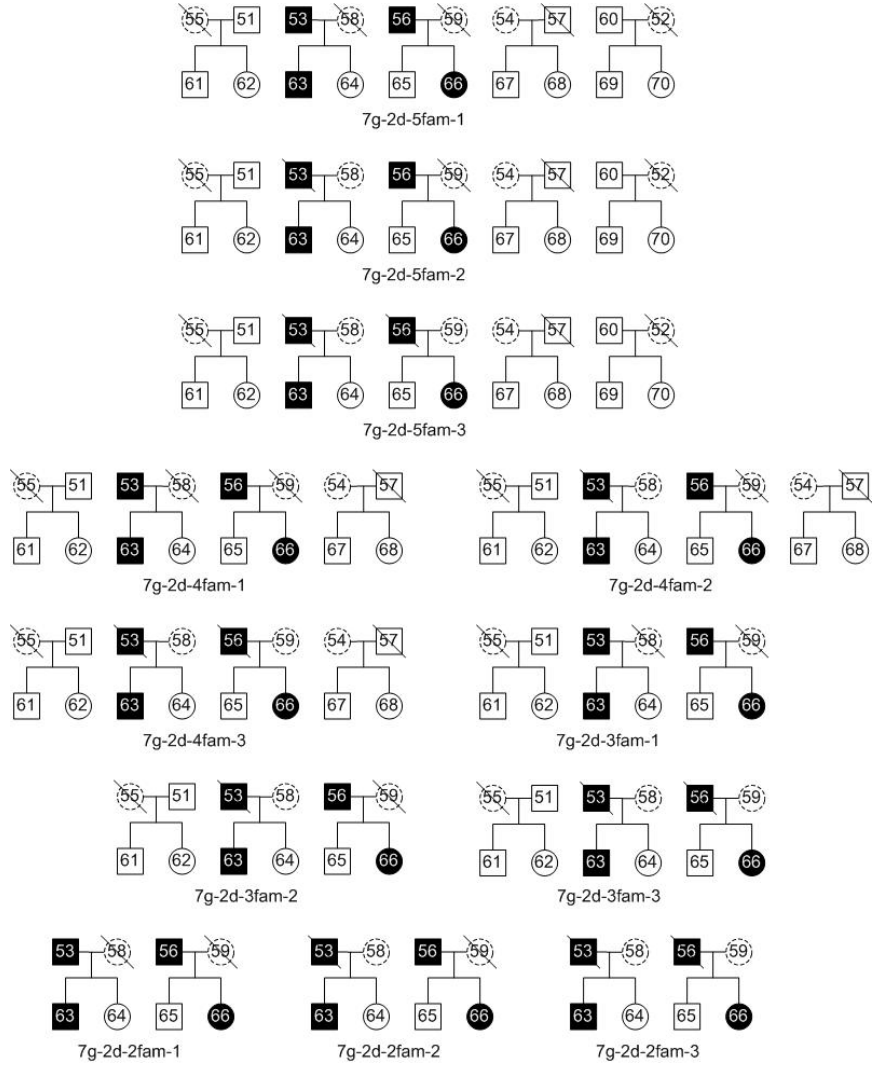 55 51 53 58 56 59 54 57 60 52
61 62 63 64 65 66 67 68 69 70
7g-2d-5fam-1
55 51 53 58 56 59 54 57 60 52
61 62 63 64 65 66 67 68 69 70
7g-2d-5fam-2
55 51 53 58 56 59 54 57 60 52
61 62 63 64 65 66 67 68 69 70
7g-2d-5fam-3
55 51 53 58 56 59 54 57
61 62 63 64 65 66 67 68
7g-2d-4fam-1
55 51 53 58 56 59 54 57
61 62 63 64 65 66 67 68
7g-2d-4fam-2
55 51 53 58 56 59 54 57
61 62 63 64 65 66 67 68
7g-2d-4fam-3
55 51 53 58 56 59
61 62 63 64 65 66
7g-2d-3fam-1
55 51 53 58 56 59
61 62 63 64 65 66
7g-2d-3fam-2
55 51 53 58 56 59
61 62 63 64 65 66
7g-2d-3fam-3
53 58 56 59
63 64 65 66
7g-2d-2fam-1
53 58 56 59
63 64 65 66
7g-2d-2fam-2
53 58 56 59
63 64 65 66
7g-2d-2fam-3